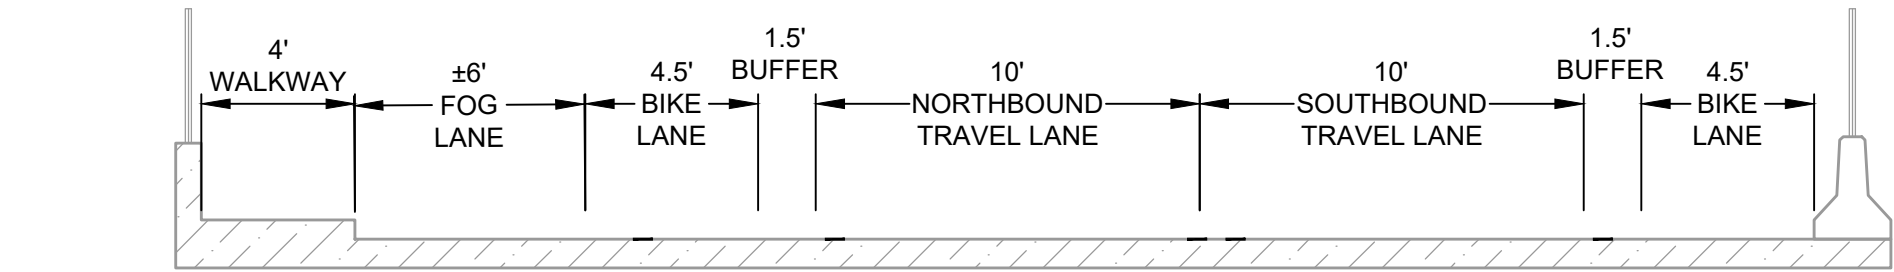 4'
WALKWAY
±6'
FOG
LANE
4.5'
BIKE
LANE
1.5'
BUFFER
10'
NORTHBOUND
TRAVEL LANE
10'
SOUTHBOUND
TRAVEL LANE
1.5'
BUFFER
4.5'
BIKE
LANE